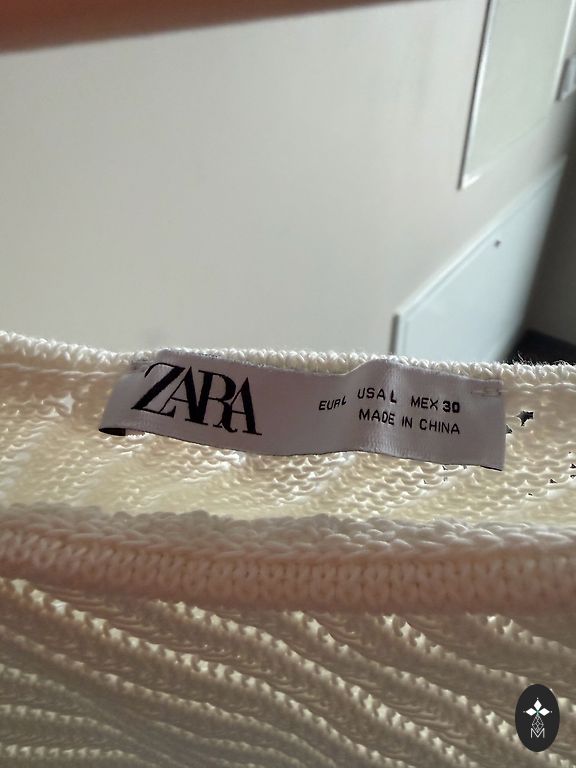 ZARA
EUR L USA L MEX 30
MADE IN CHINA
M